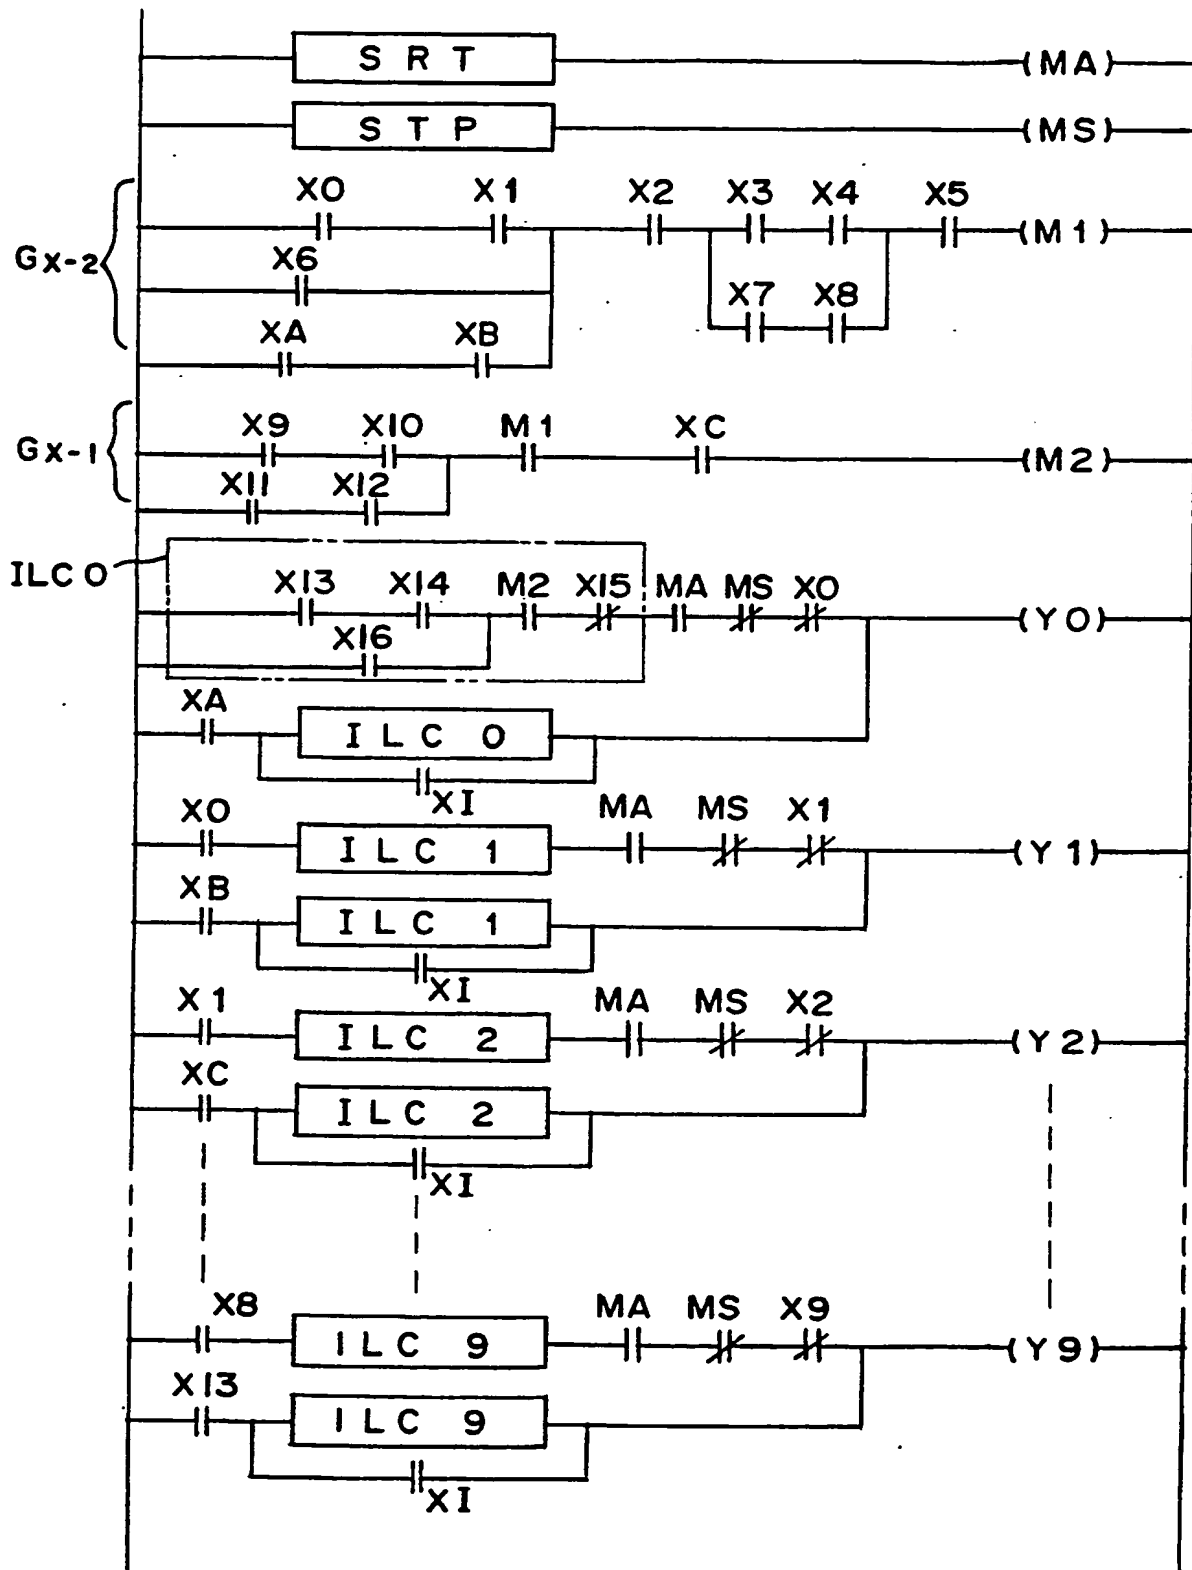 SRT (MA)
STP (MS)
X0 X1 X2 X3 X4 X5
(M1)
GX-2
X6 X7 X8
XA XB
X9 X10 M1 XC
GX-1 (M2)
X11 X12
ILC0
X13 X14 M2 X15 MA MS X0
(Y0)
X16
XA
ILC 0
XI
X0 MA MS X1
ILC 1 (Y1)
XB
ILC 1
XI
X1 MA MS X2
ILC 2 (Y2)
XC
ILC 2
XI
X8 MA MS X9
ILC 9 (Y9)
X13
ILC 9
XI